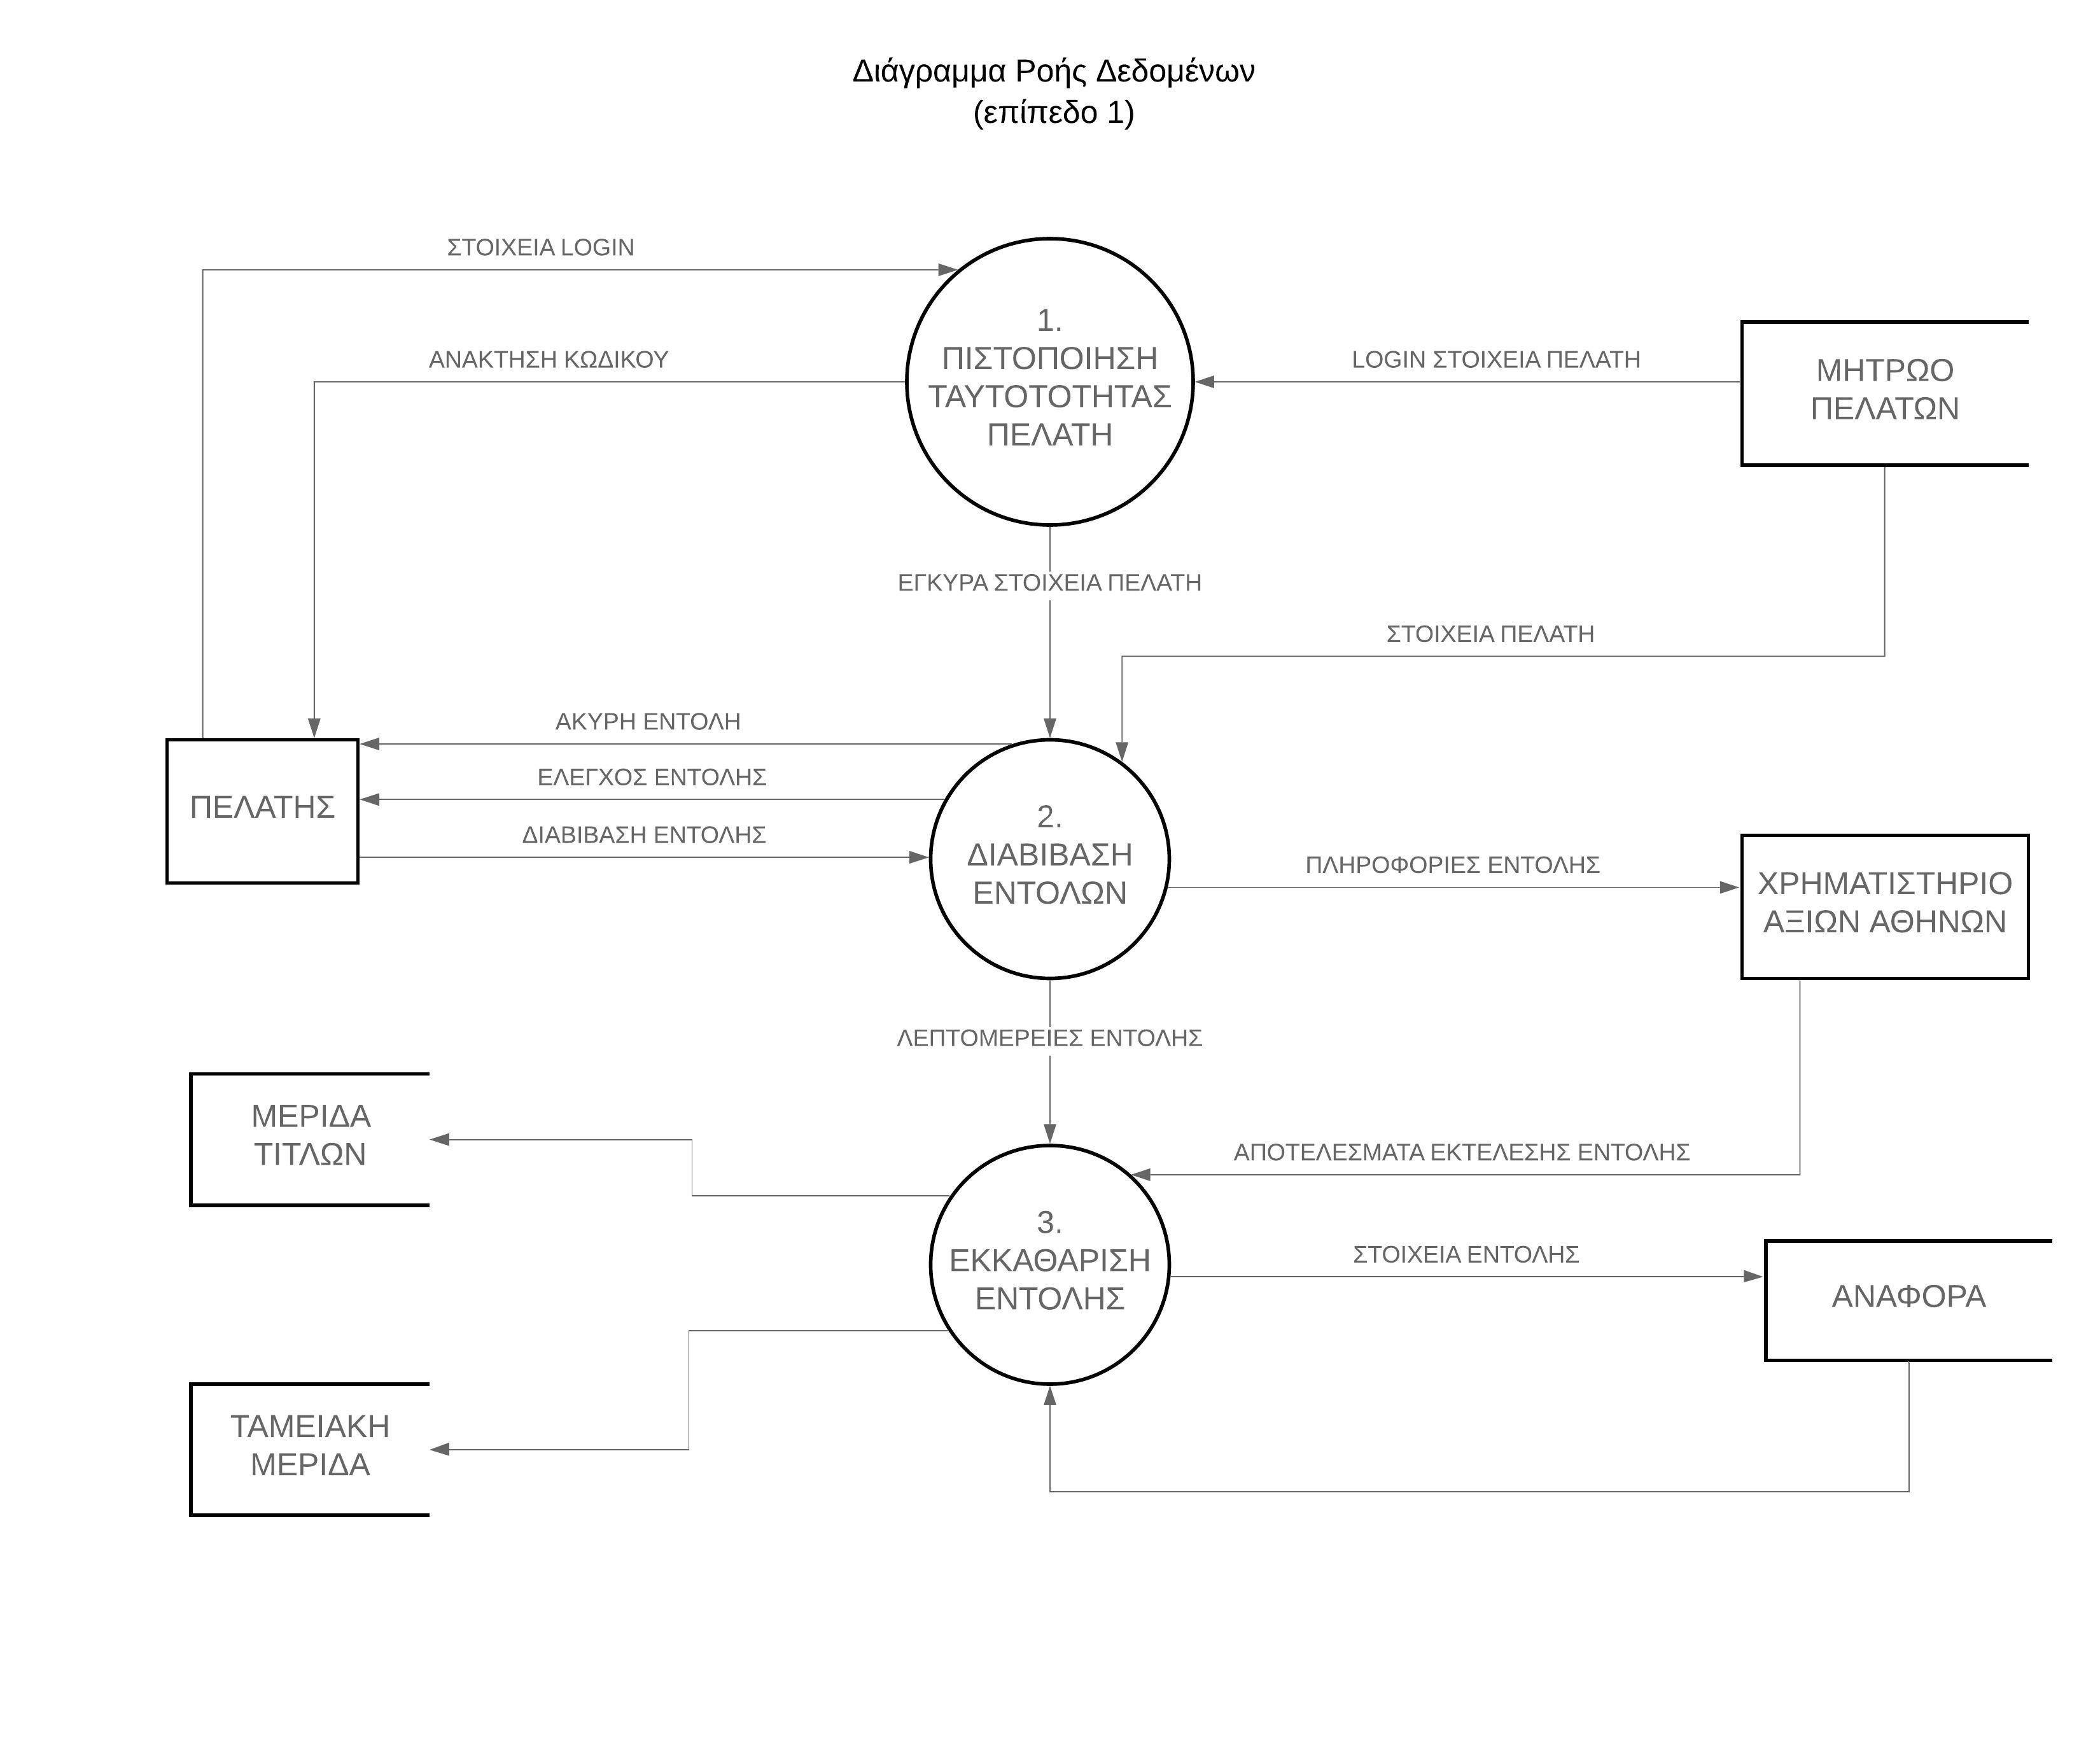 Διάγραμμα Ροής Δεδομένων
(επίπεδο 1)
ΣΤΟΙΧΕΙΑ LOGIN
1.
ΠΙΣΤΟΠΟΙΗΣΗ
ΤΑΥΤΟΤΟΤΗΤΑΣ
ΠΕΛΑΤΗ
ΑΝΑΚΤΗΣΗ ΚΩΔΙΚΟΥ
LOGIN ΣΤΟΙΧΕΙΑ ΠΕΛΑΤΗ
ΜΗΤΡΩΟ
ΠΕΛΑΤΩΝ
ΕΓΚΥΡΑ ΣΤΟΙΧΕΙΑ ΠΕΛΑΤΗ
ΣΤΟΙΧΕΙΑ ΠΕΛΑΤΗ
ΑΚΥΡΗ ΕΝΤΟΛΗ
ΕΛΕΓΧΟΣ ΕΝΤΟΛΗΣ
ΠΕΛΑΤΗΣ
ΔΙΑΒΙΒΑΣΗ ΕΝΤΟΛΗΣ
2.
ΔΙΑΒΙΒΑΣΗ
ΕΝΤΟΛΩΝ
ΠΛΗΡΟΦΟΡΙΕΣ ΕΝΤΟΛΗΣ
ΧΡΗΜΑΤΙΣΤΗΡΙΟ
ΑΞΙΩΝ ΑΘΗΝΩΝ
ΛΕΠΤΟΜΕΡΕΙΕΣ ΕΝΤΟΛΗΣ
ΜΕΡΙΔΑ
ΤΙΤΛΩΝ
ΑΠΟΤΕΛΕΣΜΑΤΑ ΕΚΤΕΛΕΣΗΣ ΕΝΤΟΛΗΣ
3.
ΕΚΚΑΘΑΡΙΣΗ
ΕΝΤΟΛΗΣ
ΣΤΟΙΧΕΙΑ ΕΝΤΟΛΗΣ
ΑΝΑΦΟΡΑ
ΤΑΜΕΙΑΚΗ
ΜΕΡΙΔΑ